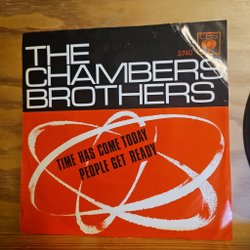 CBS
3740
THE
CHAMBERS
BROTHERS
TIME HAS COME TODAY
PEOPLE GET READY